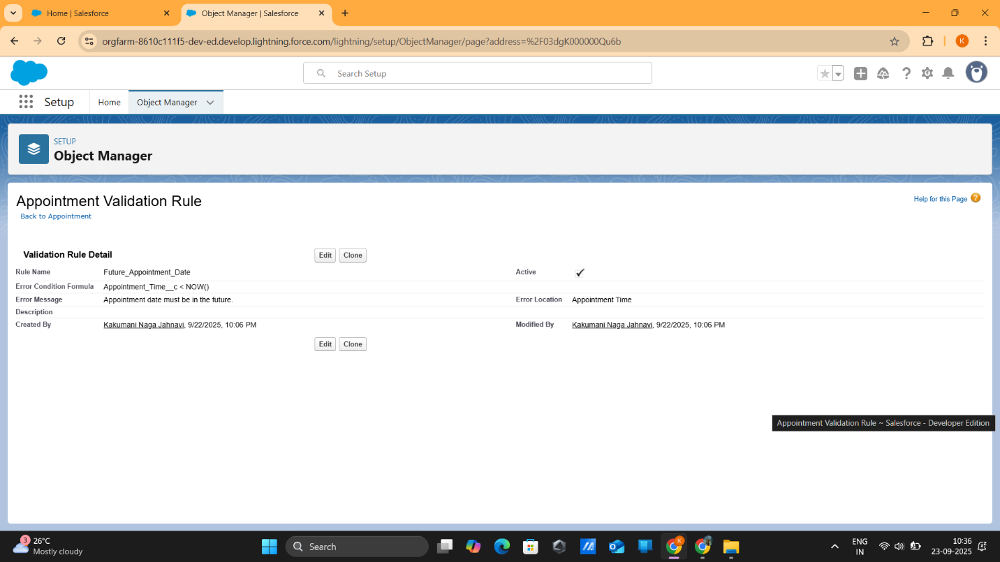 Home | Salesforce
Object Manager | Salesforce
orgfarm-8610c111f5-dev-ed.develop.lightning.force.com/lightning/setup/ObjectManager/page?address=%2F03dgK000000Qu6b
K
Search Setup
Setup Home Object Manager
SETUP
Object Manager
Appointment Validation Rule
Help for this Page ?
Back to Appointment
Validation Rule Detail Edit Clone
Rule Name Future_Appointment_Date Active
Error Condition Formula Appointment_Time__c < NOW()
Error Message Appointment date must be in the future. Error Location Appointment Time
Description
Created By Kakumani Naga Jahnavi, 9/22/2025, 10:06 PM Modified By Kakumani Naga Jahnavi, 9/22/2025, 10:06 PM
Edit Clone
Appointment Validation Rule ~ Salesforce - Developer Edition
3
26°C
Mostly cloudy
Search
K
ENG
IN
10:36
23-09-2025